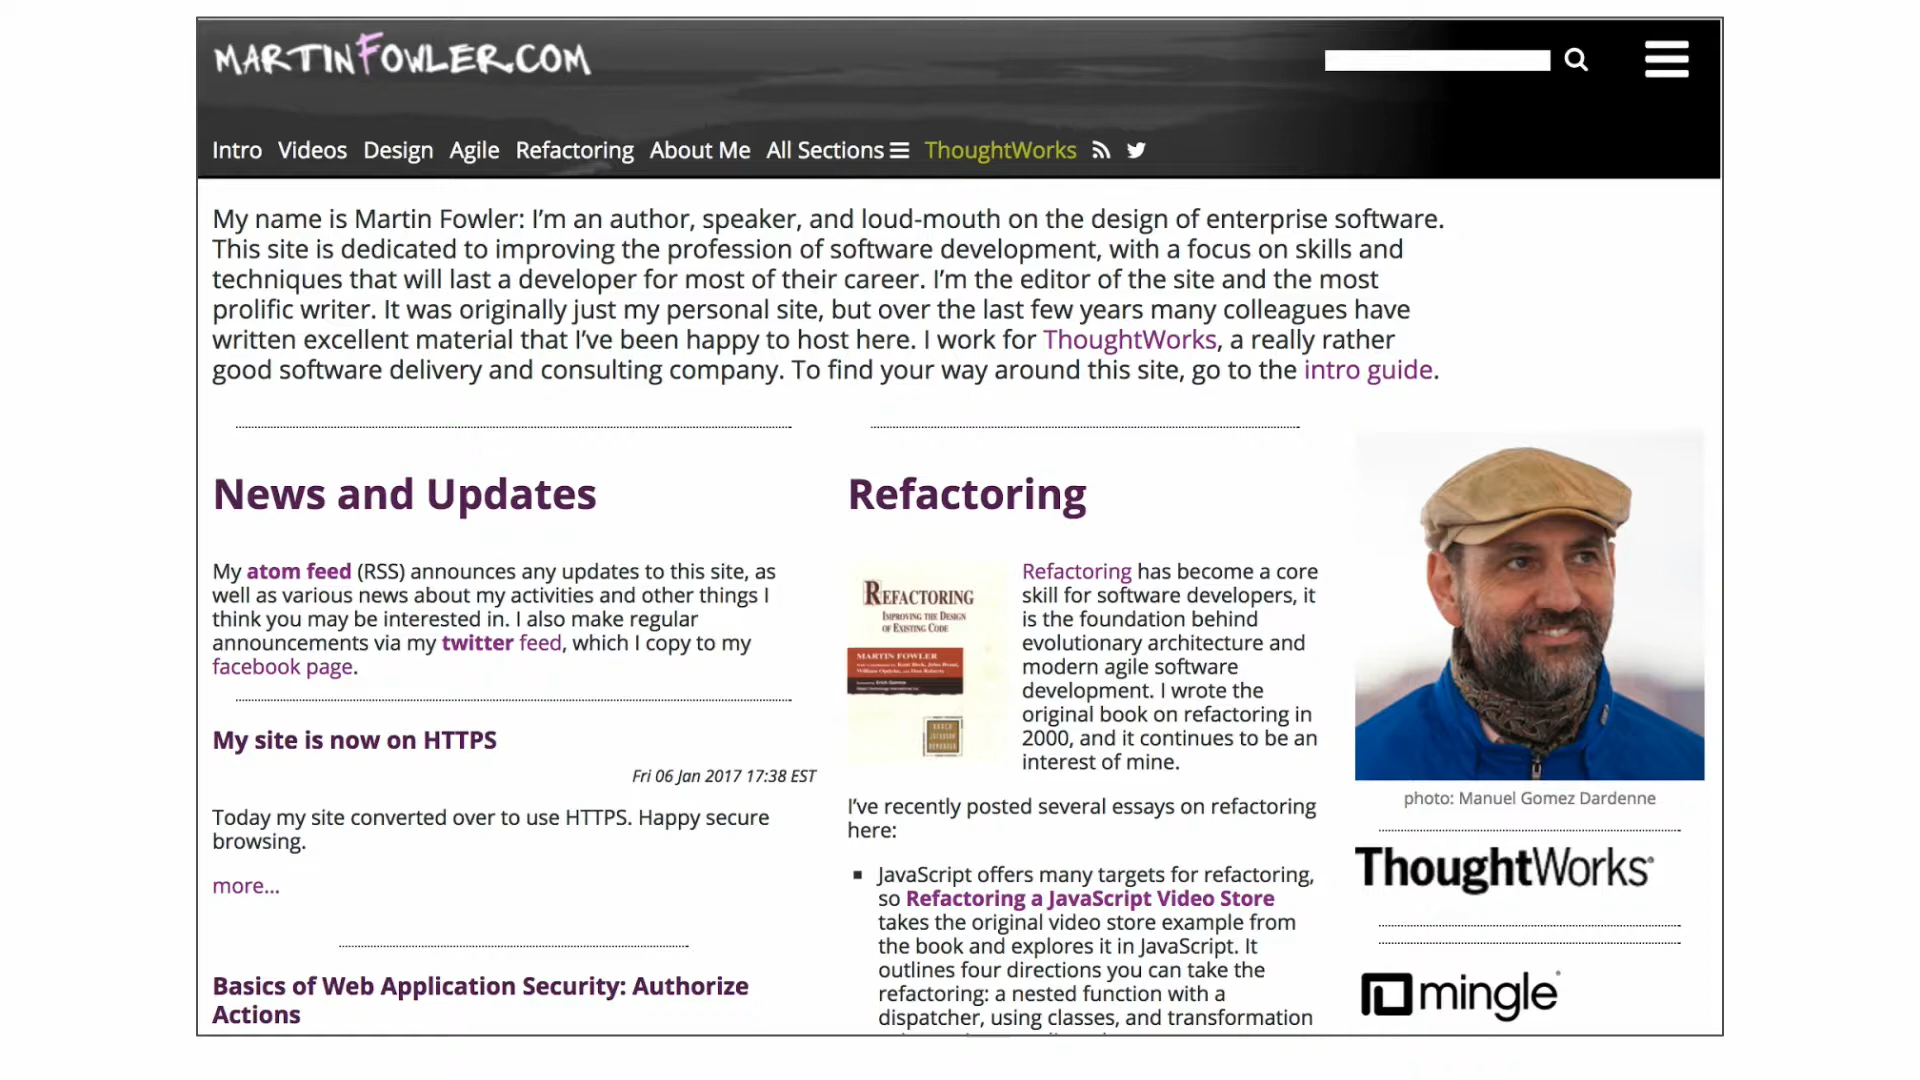 MARTINFOWLER.COM
Intro Videos Design Agile Refactoring About Me All Sections ThoughtWorks
My name is Martin Fowler: I’m an author, speaker, and loud-mouth on the design of enterprise software.
This site is dedicated to improving the profession of software development, with a focus on skills and
techniques that will last a developer for most of their career. I’m the editor of the site and the most
prolific writer. It was originally just my personal site, but over the last few years many colleagues have
written excellent material that I’ve been happy to host here. I work for ThoughtWorks, a really rather
good software delivery and consulting company. To find your way around this site, go to the intro guide.
News and Updates
My atom feed (RSS) announces any updates to this site, as
well as various news about my activities and other things I
think you may be interested in. I also make regular
announcements via my twitter feed, which I copy to my
facebook page.
My site is now on HTTPS
Fri 06 Jan 2017 17:38 EST
Today my site converted over to use HTTPS. Happy secure
browsing.
more...
Basics of Web Application Security: Authorize
Actions
Refactoring
REFACTORING
IMPROVING THE DESIGN
OF EXISTING CODE
MARTIN FOWLER
Refactoring has become a core
skill for software developers, it
is the foundation behind
evolutionary architecture and
modern agile software
development. I wrote the
original book on refactoring in
2000, and it continues to be an
interest of mine.
I’ve recently posted several essays on refactoring
here:
JavaScript offers many targets for refactoring,
so Refactoring a JavaScript Video Store
takes the original video store example from
the book and explores it in JavaScript. It
outlines four directions you can take the
refactoring: a nested function with a
dispatcher, using classes, and transformation
photo: Manuel Gomez Dardenne
ThoughtWorks
mingle